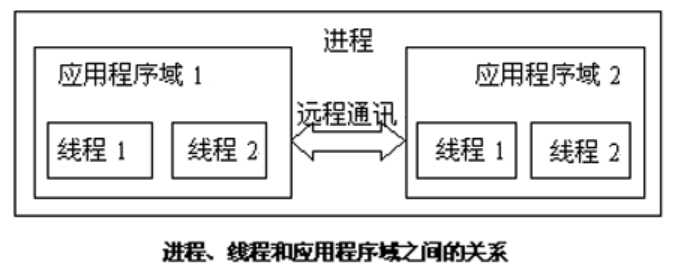 进程
应用程序域 1
应用程序域 2
远程通讯
线程 1
线程 2
线程 1
线程 2
进程、线程和应用程序域之间的关系